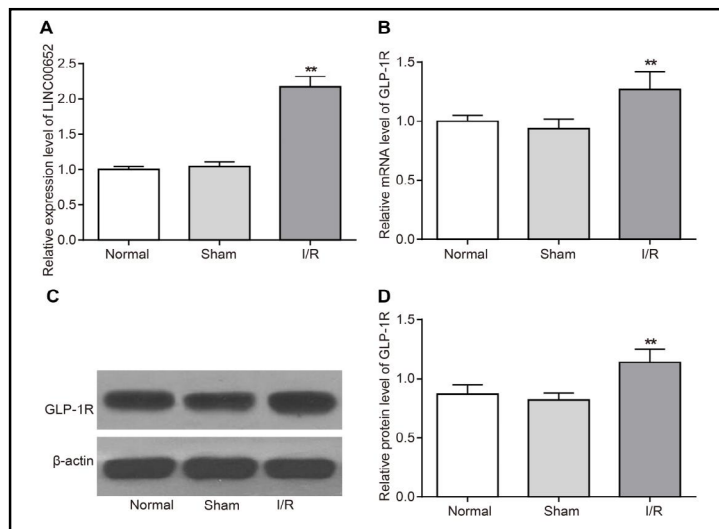 A
Relative expression level of LINC00652
2.5
2.0
1.5
1.0
0.5
0.0
**
Normal Sham I/R
B
Relative mRNA level of GLP-1R
1.5
1.0
0.5
0.0
**
Normal Sham I/R
C
GLP-1R
β-actin
Normal Sham I/R
D
Relative protein level of GLP-1R
1.5
1.0
0.5
0.0
**
Normal Sham I/R